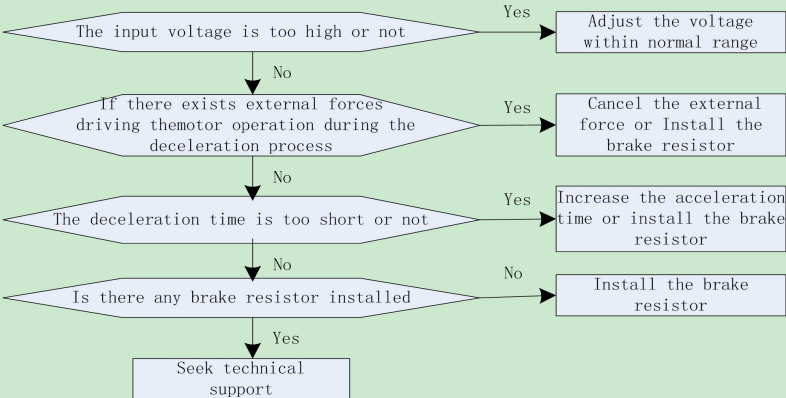 The input voltage is too high or not
Yes
Adjust the voltage
within normal range
No
If there exists external forces
driving themotor operation during the
deceleration process
Yes
Cancel the external
force or Install the
brake resistor
No
The deceleration time is too short or not
Yes
Increase the acceleration
time or install the brake
resistor
No
Is there any brake resistor installed
No
Install the brake
resistor
Yes
Seek technical
support